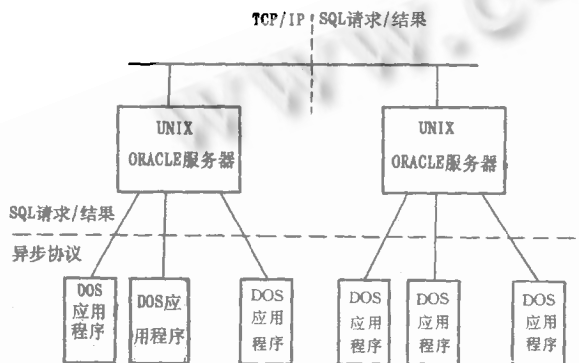 TCP/IP SQL请求/结果
UNIX
ORACLE服务器
UNIX
ORACLE服务器
SQL请求/结果
异步协议
DOS
应用
程序
DOS应
用程序
DOS
应用
程序
DOS
应用
程序
DOS
应用
程序
DOS
应用
程序